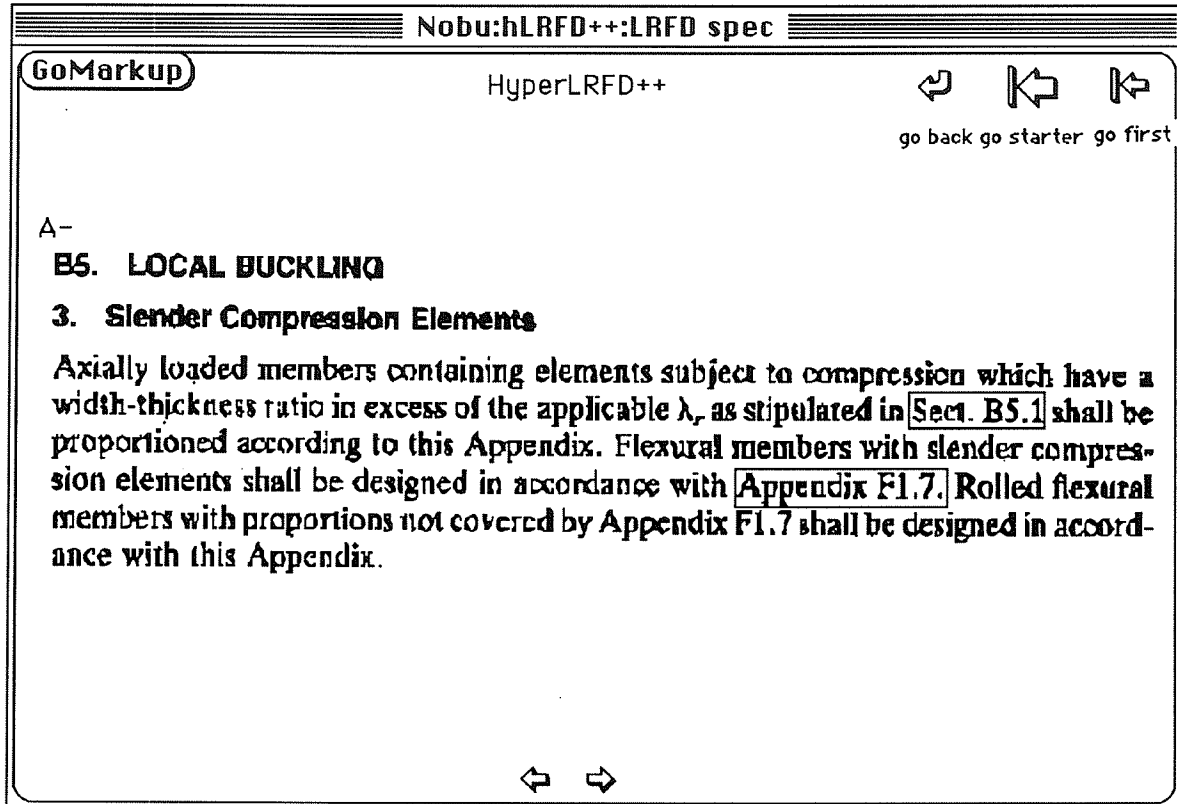 Nobu:hLRFD++:LRFD spec
GoMarkup
HyperLRFD++
go back go starter go first
A-
B5. LOCAL BUCKLING
3. Slender Compression Elements
Axially loaded members containing elements subject to compression which have a
width-thickness ratio in excess of the applicable λr as stipulated in Sect. B5.1 shall be
proportioned according to this Appendix. Flexural members with slender compres-
sion elements shall be designed in accordance with Appendix F1.7. Rolled flexural
members with proportions not covered by Appendix F1.7 shall be designed in accord-
ance with this Appendix.